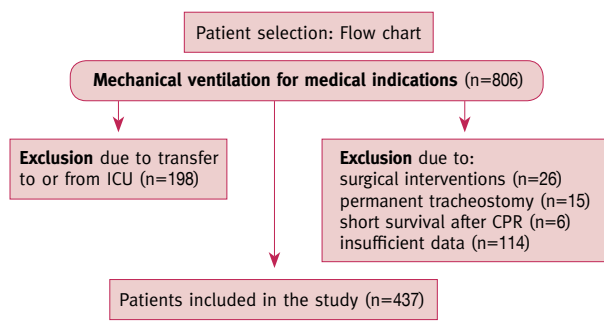 Patient selection: Flow chart
Mechanical ventilation for medical indications (n=806)
Exclusion due to transfer
to or from ICU (n=198)
Exclusion due to:
surgical interventions (n=26)
permanent tracheostomy (n=15)
short survival after CPR (n=6)
insufficient data (n=114)
Patients included in the study (n=437)